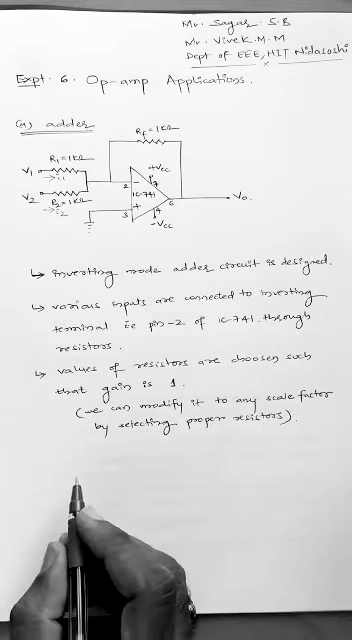 Mr. Sagar. S.B
Mr. Vivek.M.M
Dept of EEE, HIT Nidasoshi
Expt. 6. Op-amp Applications.
(a) adder
Rf=1kΩ
R1=1kΩ
V1
→i1
V2
R2=1kΩ
→i2
+Vcc
2
-
7
IC-741
6
Vo.
+
3
4
-Vcc
↳ inverting mode adder circuit is designed.
↳ various inputs are connected to inverting
terminal ie pin-2 of IC-741. through
resistors.
↳ values of resistors are choosen such
that gain is 1.
(we can modify it to any scale factor
by selecting proper resistors).